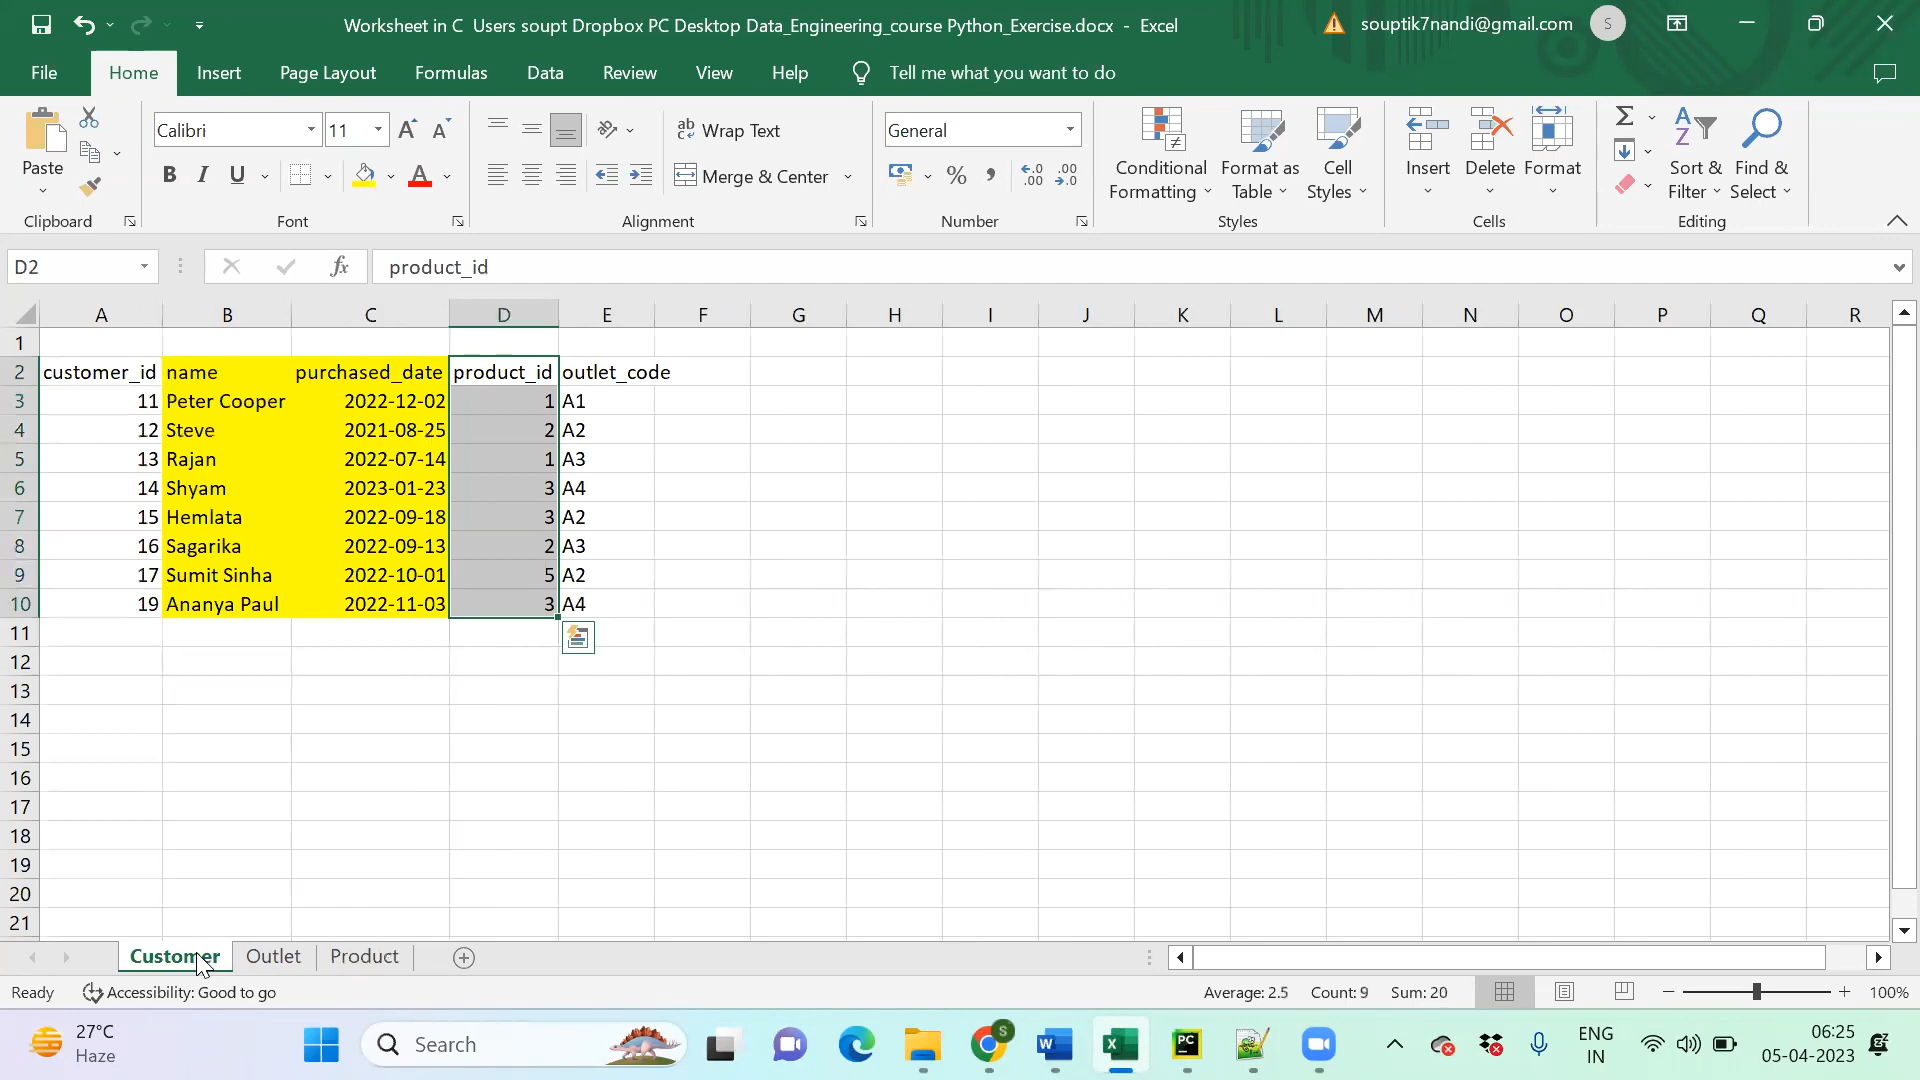 Worksheet in C Users soupt Dropbox PC Desktop Data_Engineering_course Python_Exercise.docx - Excel
souptik7nandi@gmail.com S
File Home Insert Page Layout Formulas Data Review View Help Tell me what you want to do
Paste
Clipboard
Calibri 11 A A
B I U A
Font
ab Wrap Text
Merge & Center
Alignment
General
% ,
.00 .0
Number
Conditional Formatting
Format as Table
Cell Styles
Styles
Insert Delete Format
Cells
Sort & Filter
Find & Select
Editing
D2 fx product_id
A B C D E F G H I J K L M N O P Q R
1
2 customer_id name purchased_date product_id outlet_code
3 11 Peter Cooper 2022-12-02 1 A1
4 12 Steve 2021-08-25 2 A2
5 13 Rajan 2022-07-14 1 A3
6 14 Shyam 2023-01-23 3 A4
7 15 Hemlata 2022-09-18 3 A2
8 16 Sagarika 2022-09-13 2 A3
9 17 Sumit Sinha 2022-10-01 5 A2
10 19 Ananya Paul 2022-11-03 3 A4
11
12
13
14
15
16
17
18
19
20
21
Customer Outlet Product
Ready Accessibility: Good to go Average: 2.5 Count: 9 Sum: 20 100%
27°C
Haze
Search
S
W
X
PC
ENG
IN
06:25
05-04-2023